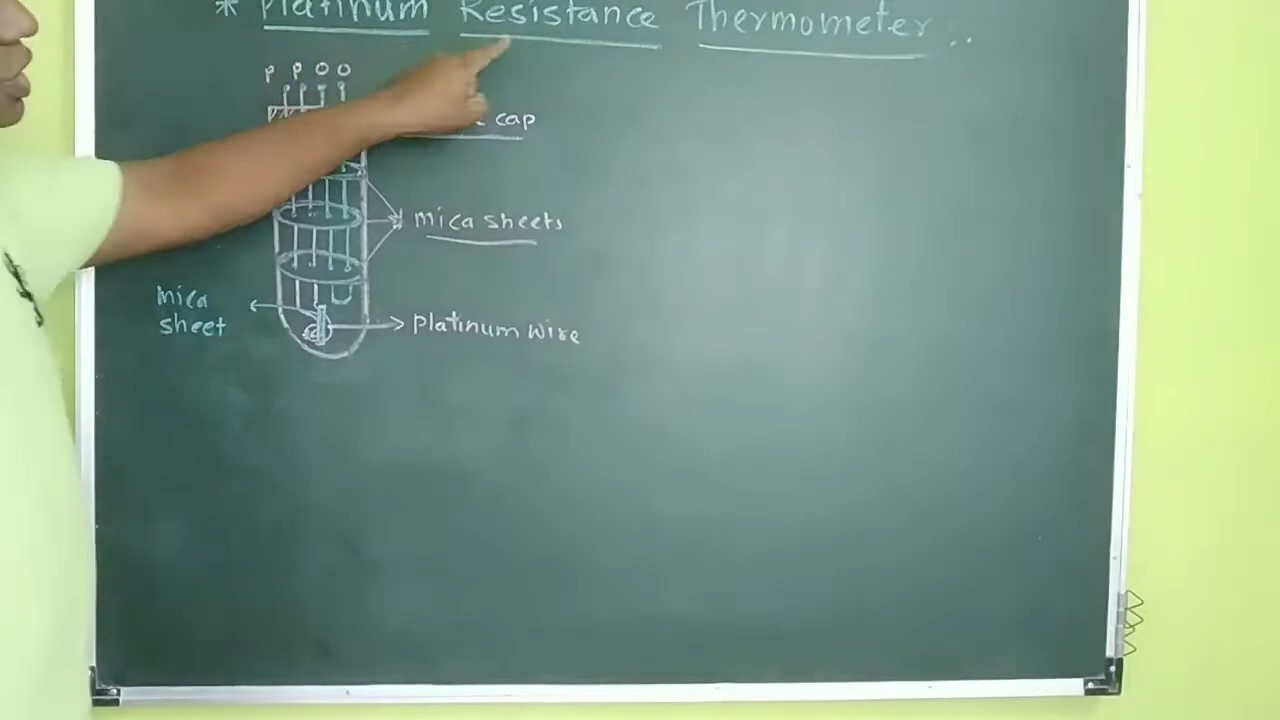 * Platinum Resistance Thermometer :.
P P O O
cap
mica sheets
mica
sheet
platinum wire